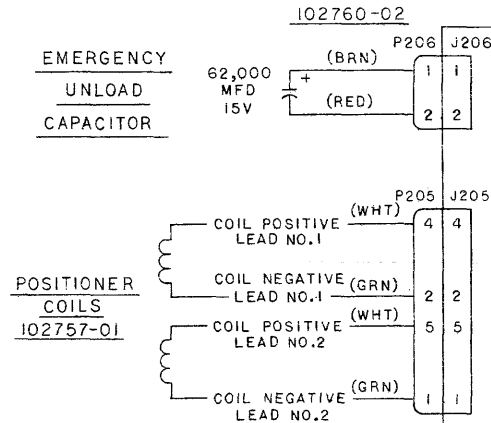 102760-02
P206 J206
EMERGENCY
UNLOAD
CAPACITOR
62,000
MFD
15V
+
(BRN)
(RED)
1 1
2 2
P205 J205
POSITIONER
COILS
102757-01
COIL POSITIVE (WHT) 4 4
LEAD NO.1
COIL NEGATIVE
LEAD NO.1 (GRN) 2 2
COIL POSITIVE (WHT) 5 5
LEAD NO.2
COIL NEGATIVE (GRN) 1 1
LEAD NO.2